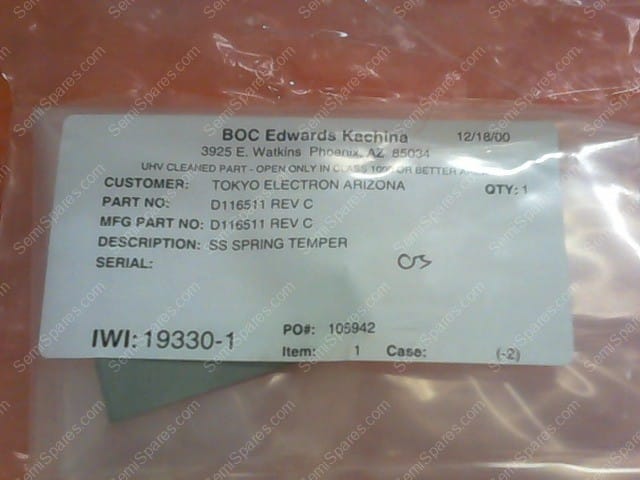 BOC Edwards Kachina 12/18/00
3925 E. Watkins Phoenix, AZ 85034
UHV CLEANED PART - OPEN ONLY IN CLASS OR BETTER
CUSTOMER: TOKYO ELECTRON ARIZONA QTY: 1
PART NO: D116511 REV C
MFG PART NO: D116511 REV C
DESCRIPTION: SS SPRING TEMPER
SERIAL:
IWI: 19330-1
PO#: 105942
Item: 1 Case: (-2)
SemiSpares.com